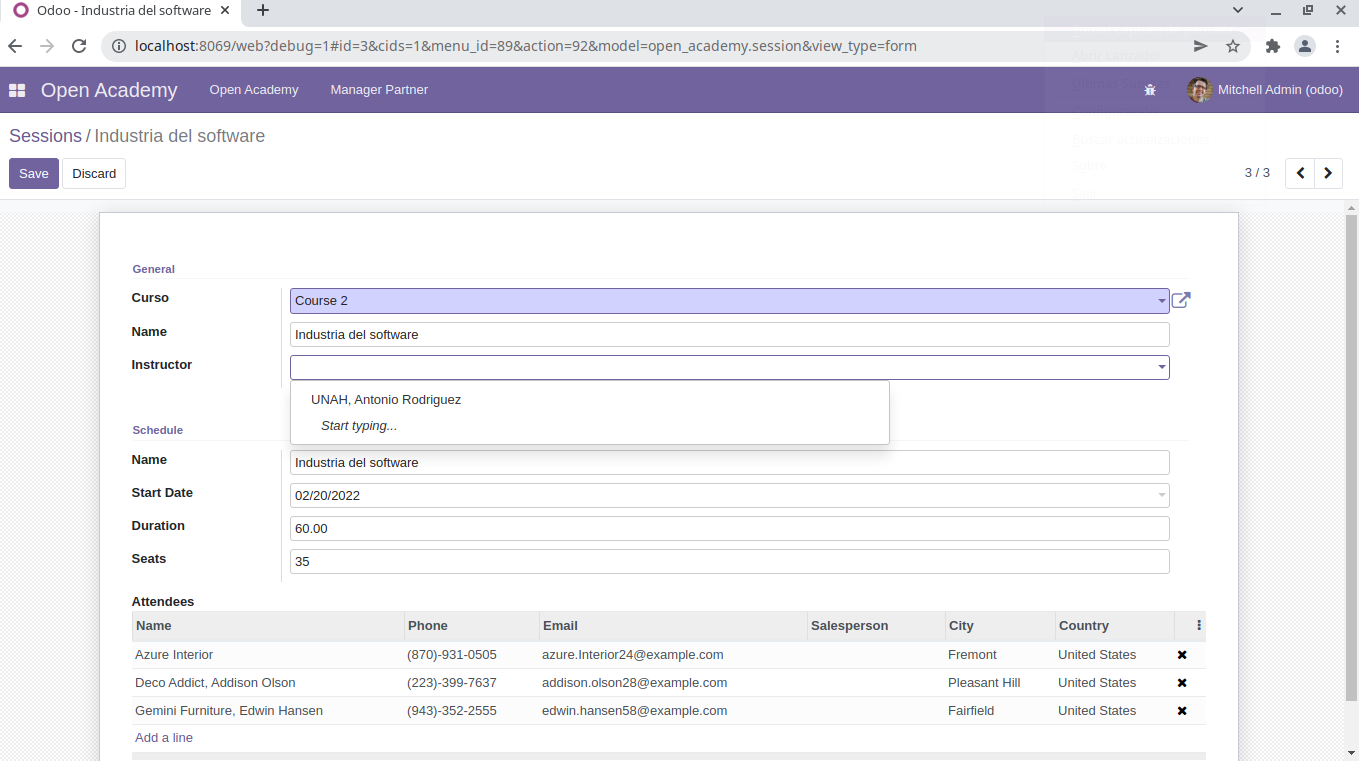 Odoo - Industria del software
localhost:8069/web?debug=1#id=3&cids=1&menu_id=89&action=92&model=open_academy.session&view_type=form
Open Academy Open Academy Manager Partner Mitchell Admin (odoo)
Sessions / Industria del software
Save Discard 3 / 3
General
Curso Course 2
Name Industria del software
Instructor
UNAH, Antonio Rodriguez
Start typing...
Schedule
Name Industria del software
Start Date 02/20/2022
Duration 60.00
Seats 35
Attendees
Name Phone Email Salesperson City Country
Azure Interior (870)-931-0505 azure.Interior24@example.com Fremont United States
Deco Addict, Addison Olson (223)-399-7637 addison.olson28@example.com Pleasant Hill United States
Gemini Furniture, Edwin Hansen (943)-352-2555 edwin.hansen58@example.com Fairfield United States
Add a line